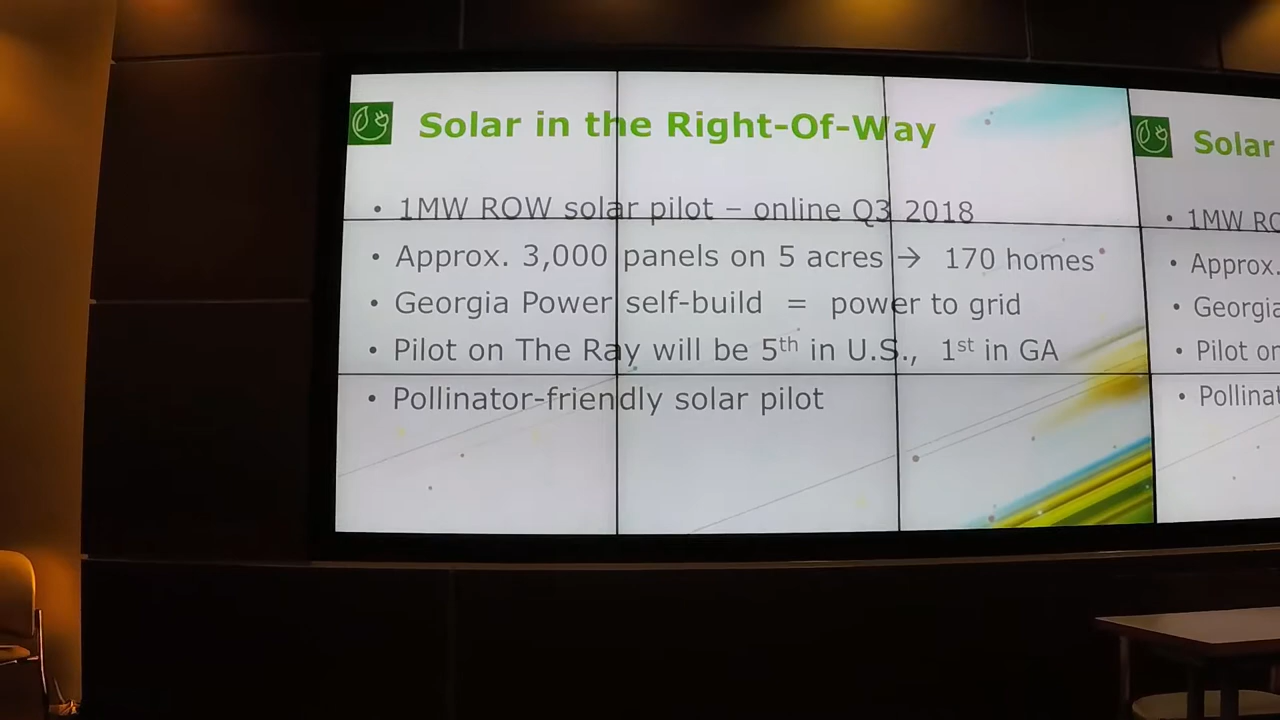 Solar in the Right-Of-Way
• 1MW ROW solar pilot – online Q3 2018
• Approx. 3,000 panels on 5 acres → 170 homes
• Georgia Power self-build = power to grid
• Pilot on The Ray will be 5th in U.S., 1st in GA
• Pollinator-friendly solar pilot
Solar
• 1MW RO
• Approx.
• Georgia
• Pilot on
• Pollinat